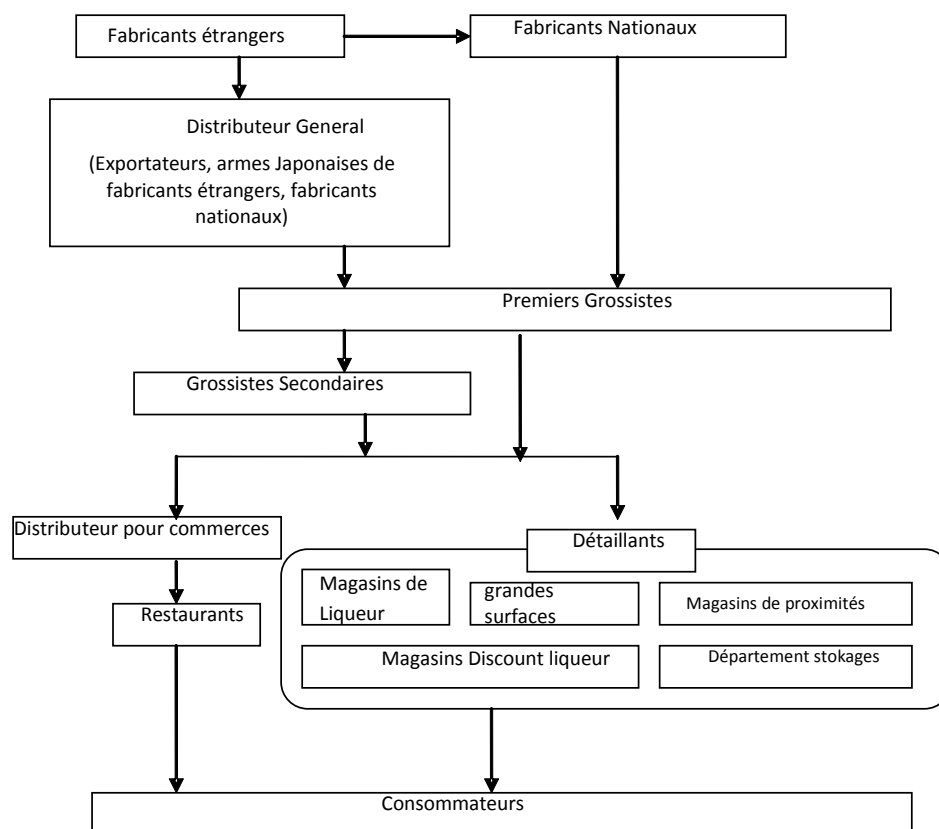 Fabricants étrangers
Fabricants Nationaux
Distributeur General
(Exportateurs, armes Japonaises de
fabricants étrangers, fabricants
nationaux)
Premiers Grossistes
Grossistes Secondaires
Distributeur pour commerces
Détaillants
Magasins de
Liqueur
grandes
surfaces
Magasins de proximités
Restaurants
Magasins Discount liqueur
Département stokages
Consommateurs